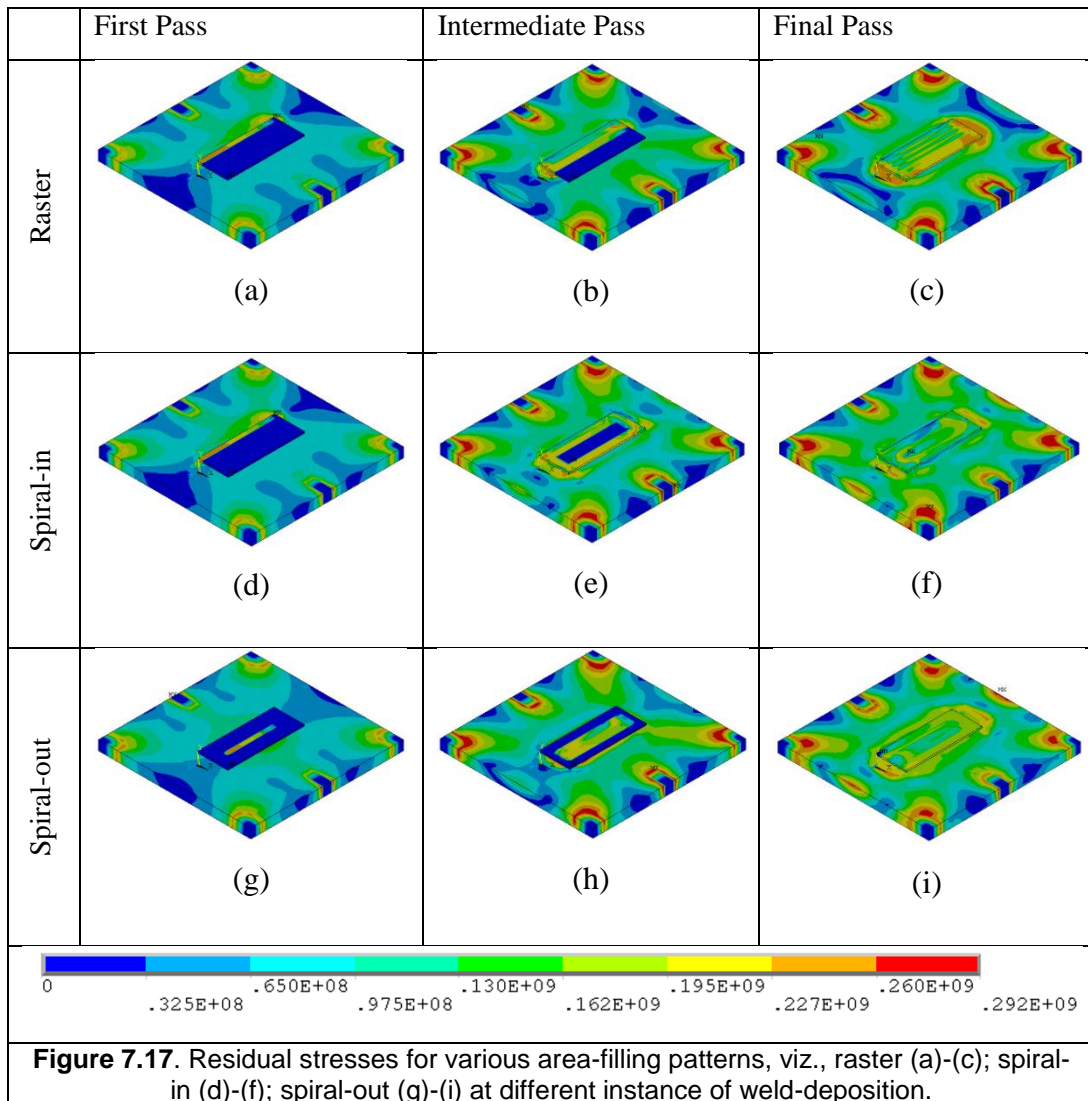 First Pass
Intermediate Pass
Final Pass
Raster
(a)
(b)
(c)
Spiral-in
(d)
(e)
(f)
Spiral-out
(g)
(h)
(i)
0
.325E+08
.650E+08
.975E+08
.130E+09
.162E+09
.195E+09
.227E+09
.260E+09
.292E+09
Figure 7.17. Residual stresses for various area-filling patterns, viz., raster (a)-(c); spiral-
in (d)-(f); spiral-out (g)-(i) at different instance of weld-deposition.